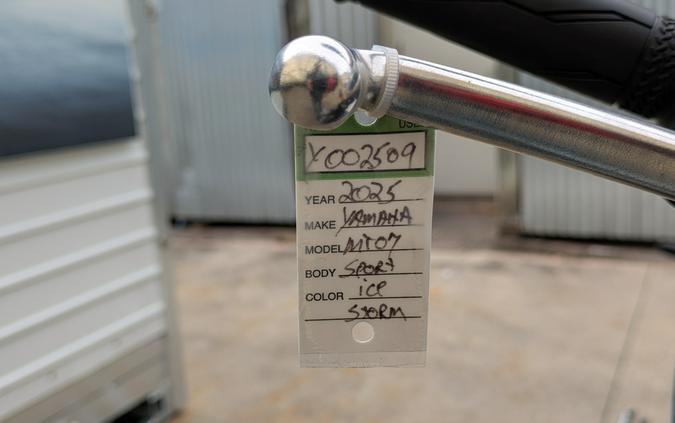 USED
Y002509
YEAR 2025
MAKE YAMAHA
MODEL MT07
BODY SPORT
COLOR ice
STORM